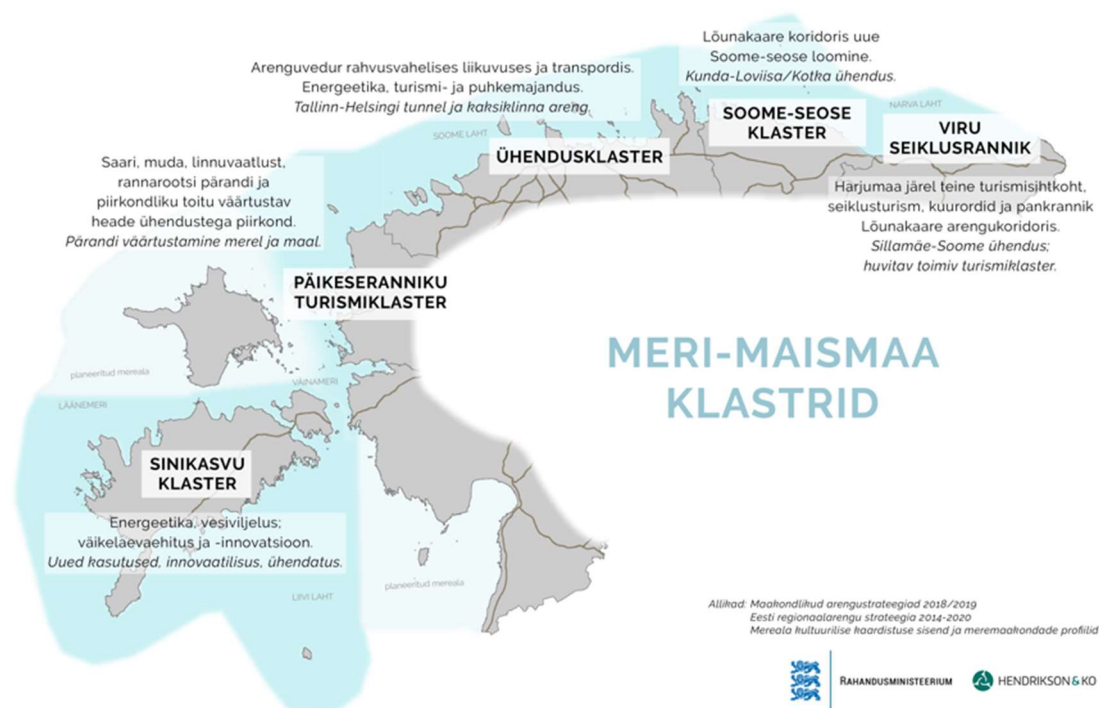 Lõunakaare koridoris uue
Soome-seose loomine.
Kunda-Loviisa/Kotka ühendus.
Arenguvedur rahvusvahelises liikuvuses ja transpordis.
Energeetika, turismi- ja puhkemajandus.
Tallinn-Helsingi tunnel ja kaksiklinna areng.
SOOME-SEOSE
KLASTER
NARVA LAHT
VIRU
SEIKLUSRANNIK
SOOME LAHT
ÜHENDUSKLASTER
Saari, muda, linnuvaatlust,
rannarootsi pärandi ja
piirkondliku toitu väärtustav
heade ühendustega piirkond.
Pärandi väärtustamine merel ja maal.
Harjumaa järel teine turismisihtkoht,
seiklusturism, kuurordid ja pankrannik
Lõunakaare arengukoridoris.
Sillamäe-Soome ühendus;
huvitav toimiv turismiklaster.
PÄIKESERANNIKU
TURISMIKLASTER
MERI-MAISMAA
KLASTRID
planeeritud mereala
VÄINAMERI
LÄÄNEMERI
SINIKASVU
KLASTER
Energeetika, vesiviljelus;
väikelaevaehitus ja -innovatsioon.
Uued kasutused, innovaatilisus, ühendatus.
planeeritud mereala
LIIVI LAHT
Allikad: Maakondlikud arengustrateegiad 2018/2019
Eesti regionaalarengu strateegia 2014-2020
Mereala kultuurilise kaardistuse sisend ja meremaakondade profiilid
RAHANDUSMINISTEERIUM
HENDRIKSON & KO